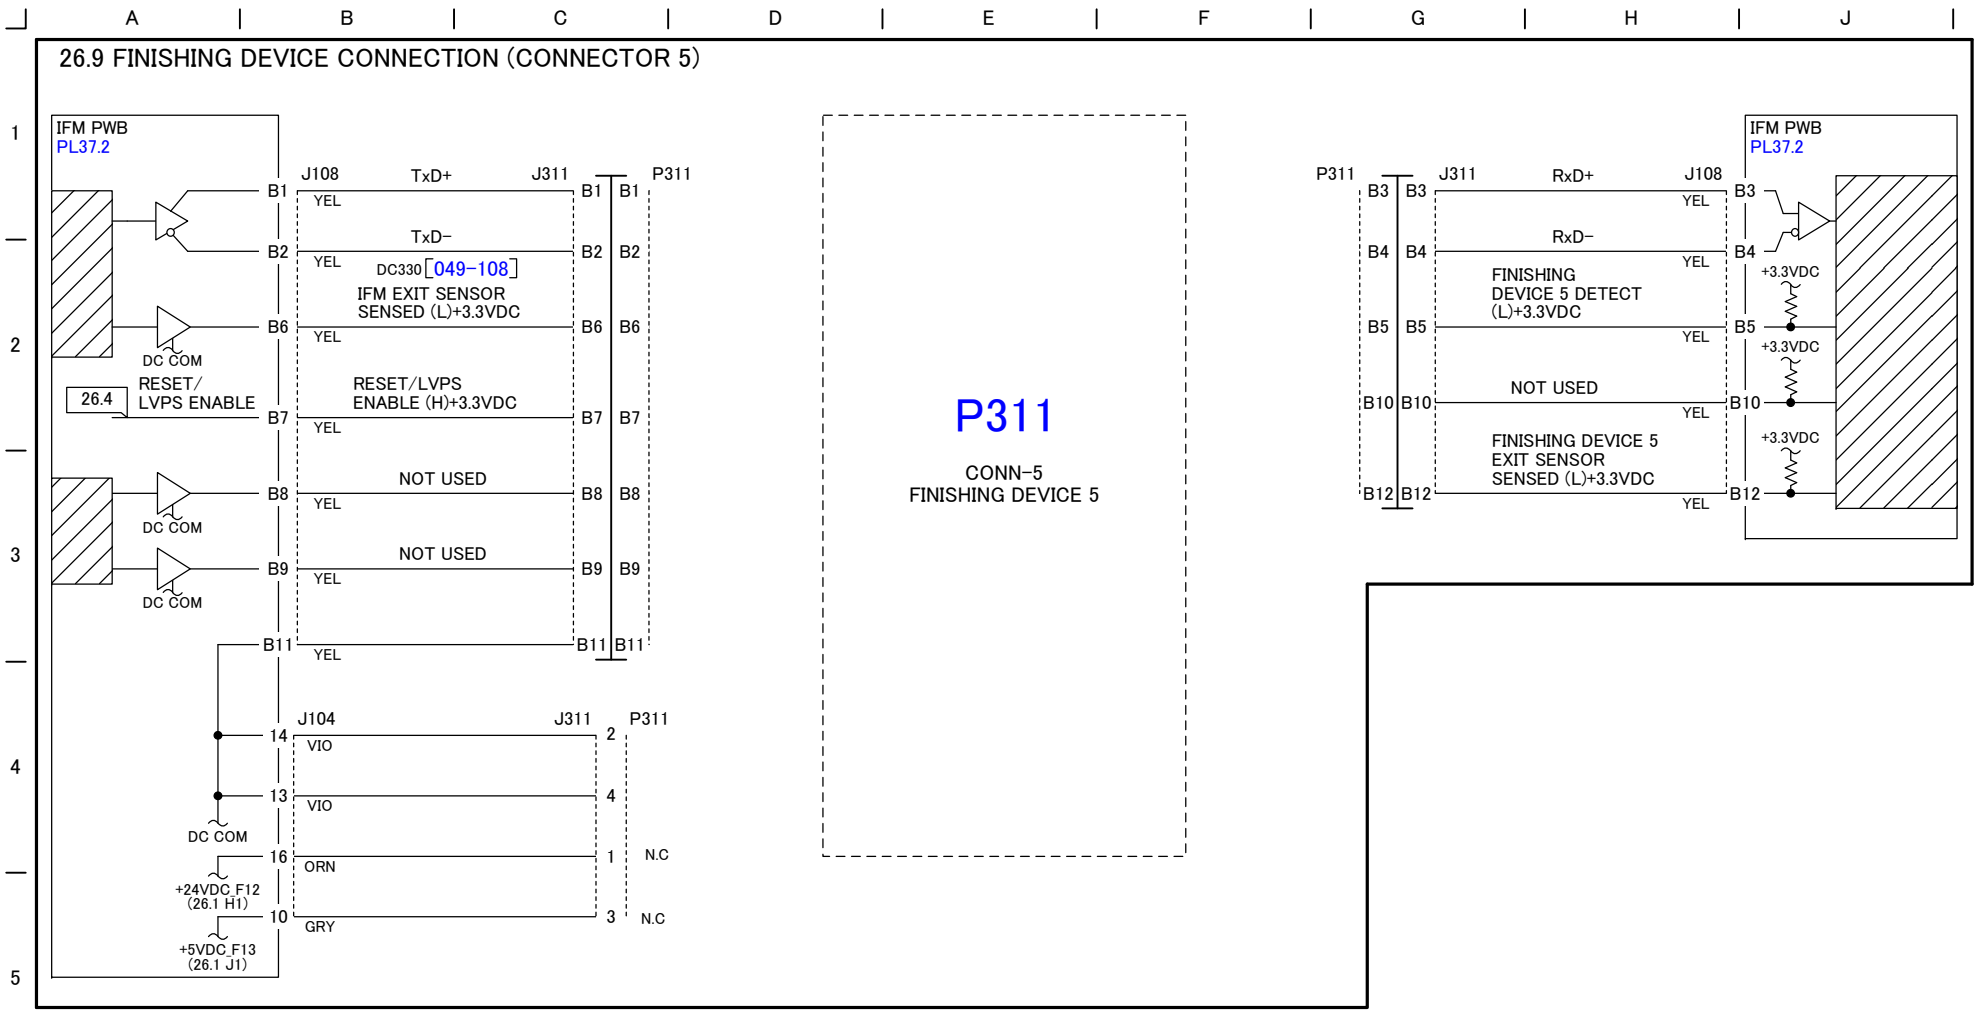 A B C D E F G H J
26.9 FINISHING DEVICE CONNECTION (CONNECTOR 5)
1
2
3
4
5
IFM PWB
PL37.2
J108
TxD+
J311
P311
B1
YEL
B1
B1
TxD-
B2
YEL
B2
B2
DC330 [049-108]
IFM EXIT SENSOR
SENSED (L)+3.3VDC
B6
YEL
B6
B6
DC COM
26.4
RESET/
LVPS ENABLE
RESET/LVPS
ENABLE (H)+3.3VDC
B7
YEL
B7
B7
NOT USED
B8
YEL
B8
B8
DC COM
NOT USED
B9
YEL
B9
B9
DC COM
B11
YEL
B11
B11
J104
J311
P311
14
VIO
2
13
VIO
4
DC COM
16
ORN
1
N.C
+24VDC_F12
(26.1 H1)
10
GRY
3
N.C
+5VDC_F13
(26.1 J1)
P311
CONN-5
FINISHING DEVICE 5
P311
J311
RxD+
J108
IFM PWB
PL37.2
B3
B3
YEL
B3
RxD-
B4
B4
YEL
B4
FINISHING
DEVICE 5 DETECT
(L)+3.3VDC
+3.3VDC
B5
B5
YEL
B5
+3.3VDC
NOT USED
B10
B10
YEL
B10
FINISHING DEVICE 5
EXIT SENSOR
SENSED (L)+3.3VDC
+3.3VDC
B12
B12
YEL
B12